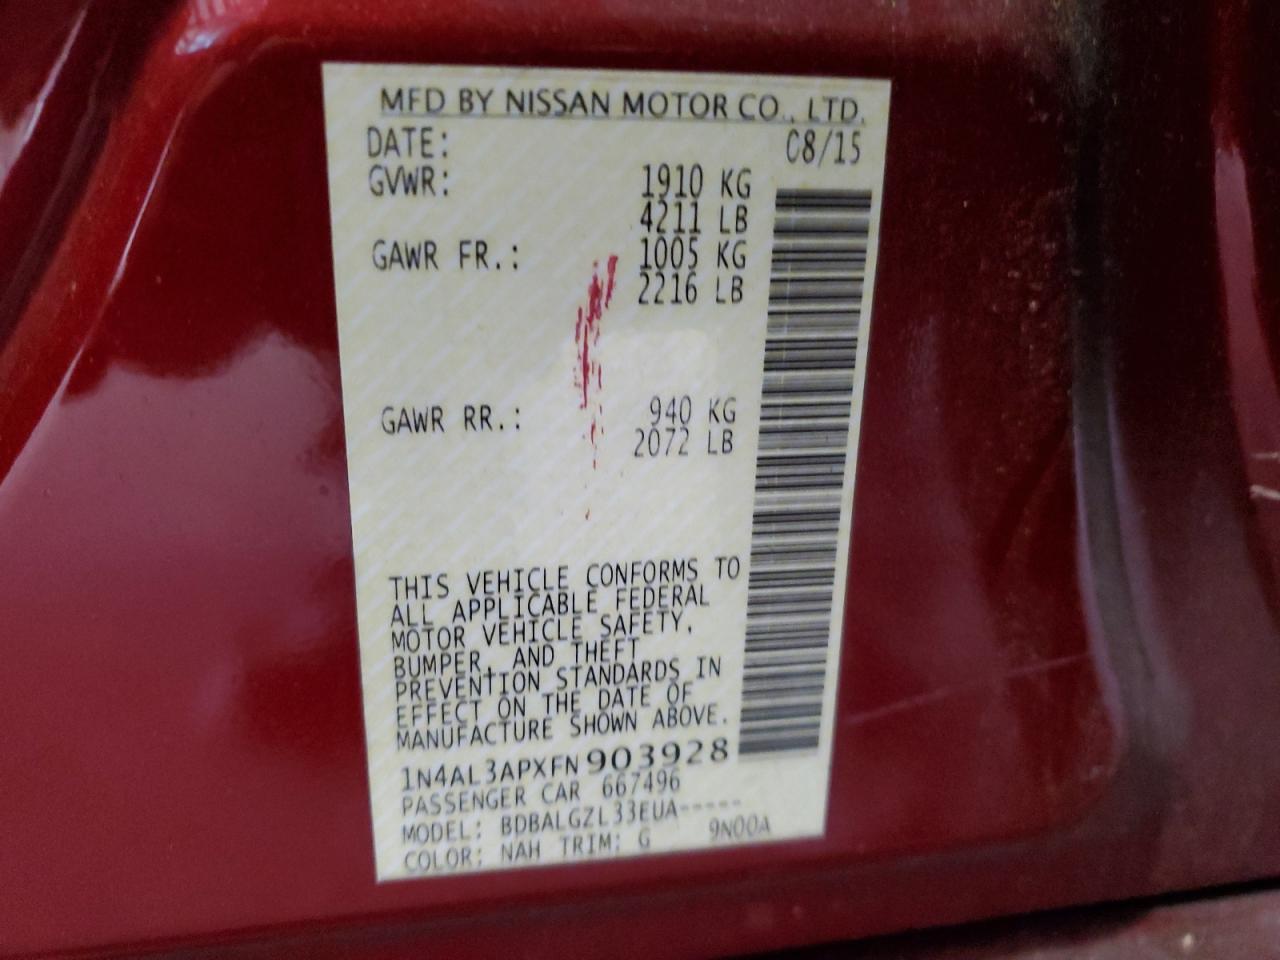 MFD BY NISSAN MOTOR CO., LTD.
DATE: 08/15
GVWR: 1910 KG
4211 LB
GAWR FR.: 1005 KG
2216 LB
GAWR RR.: 940 KG
2072 LB
THIS VEHICLE CONFORMS TO
ALL APPLICABLE FEDERAL
MOTOR VEHICLE SAFETY,
BUMPER, AND THEFT
PREVENTION STANDARDS IN
EFFECT ON THE DATE OF
MANUFACTURE SHOWN ABOVE.
1N4AL3APXFN903928
PASSENGER CAR 667496
MODEL: BDBALGZL33EUA-----
COLOR: NAH TRIM: G 9N00A